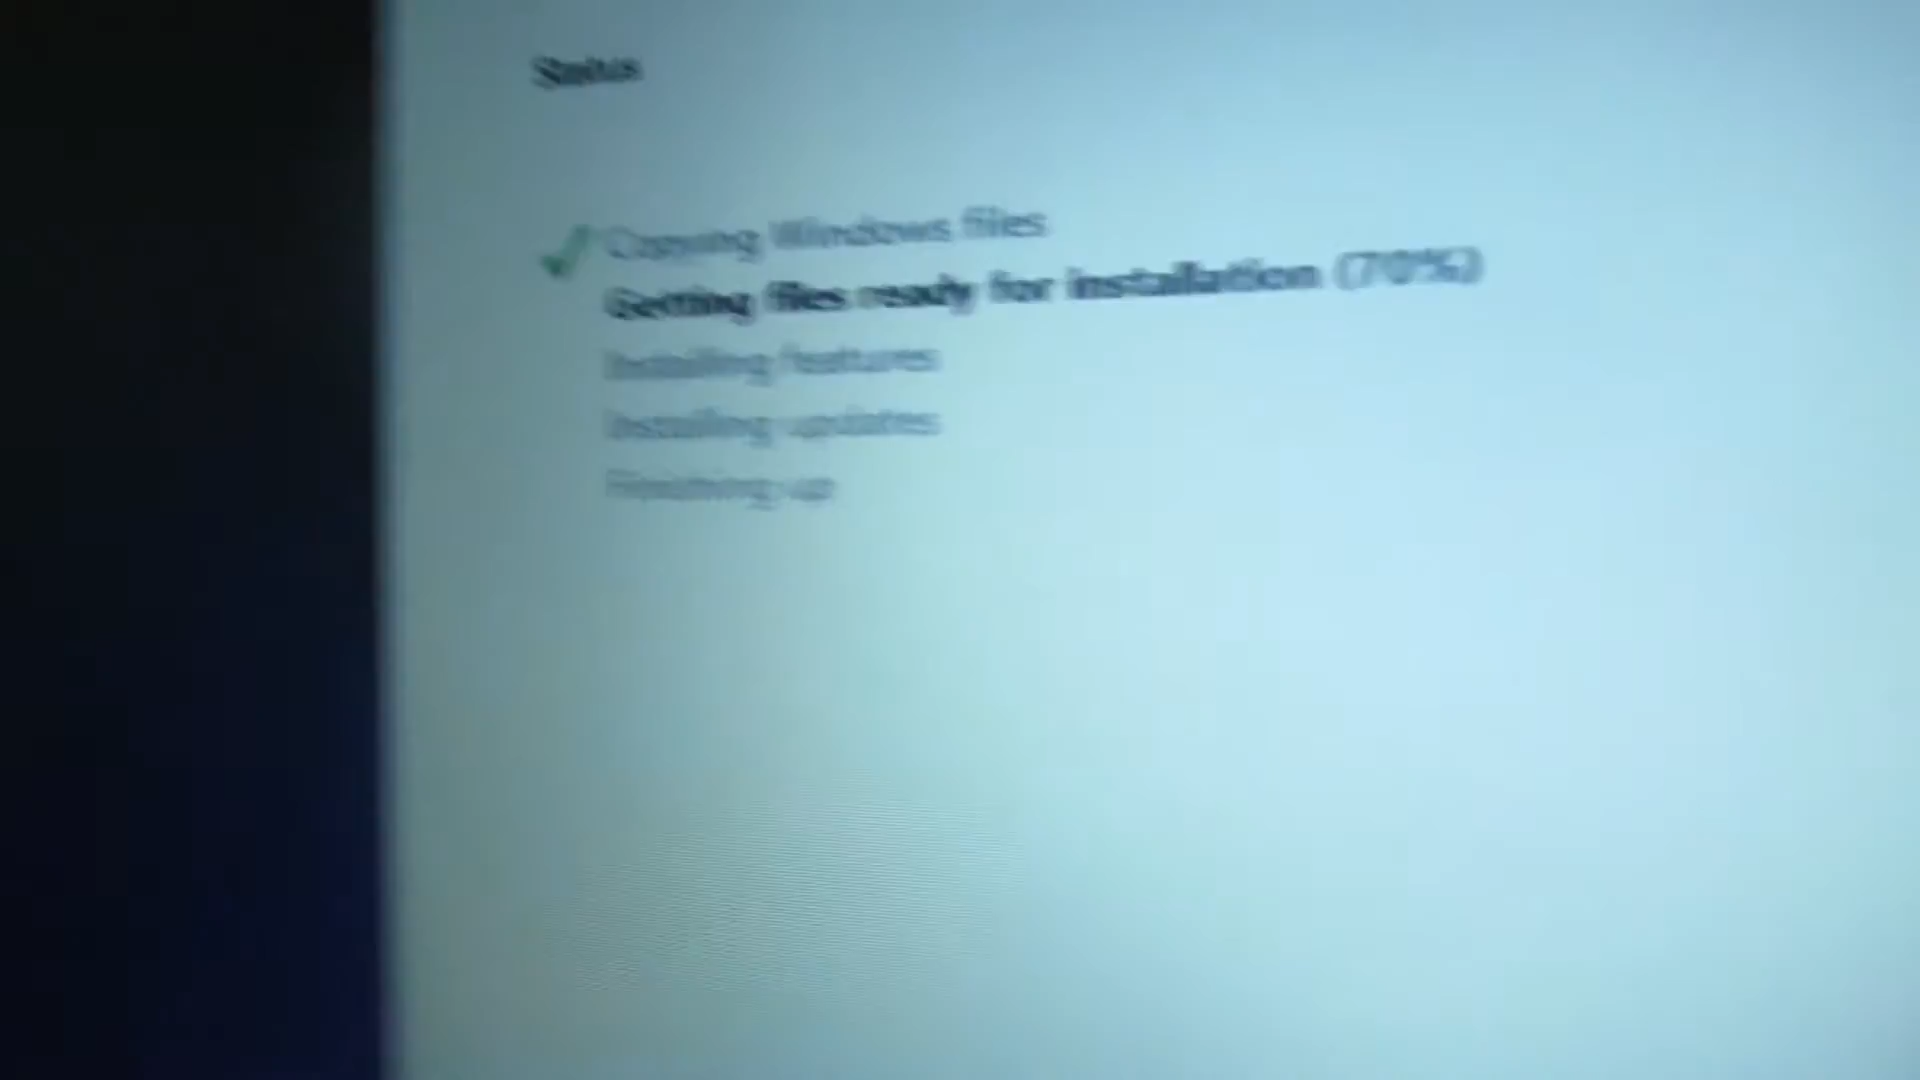 Status
Copying Windows files
Getting files ready for installation (70%)
Installing features
Installing updates
Finishing up